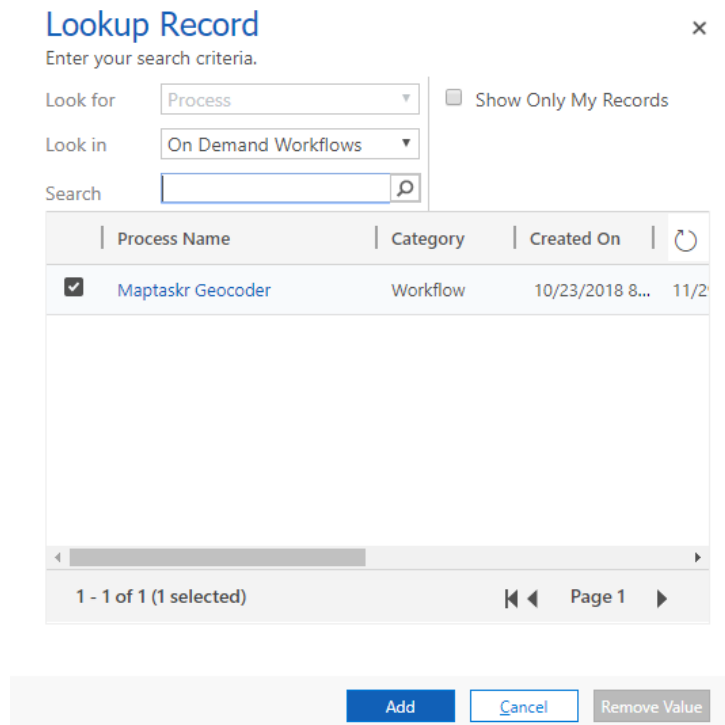 Lookup Record
Enter your search criteria.
Look for Process Show Only My Records
Look in On Demand Workflows
Search
Process Name Category Created On
Maptaskr Geocoder Workflow 10/23/2018 8... 11/2
1 - 1 of 1 (1 selected) Page 1
Add Cancel Remove Value